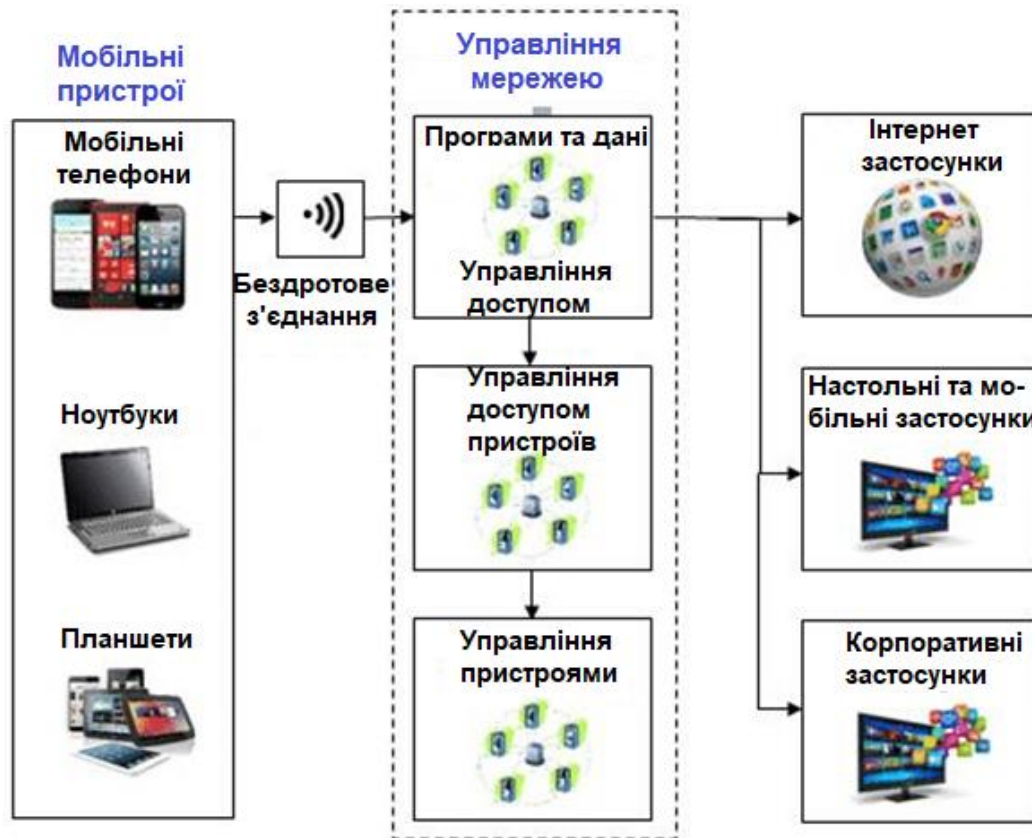 Мобільні
пристрої
Мобільні
телефони
Ноутбуки
Планшети
Бездротове
з'єднання
Управління
мережею
Програми та дані
Управління
доступом
Управління
доступом
пристроїв
Управління
пристроями
Інтернет
застосунки
Настольні та мо-
більні застосунки
Корпоративні
застосунки